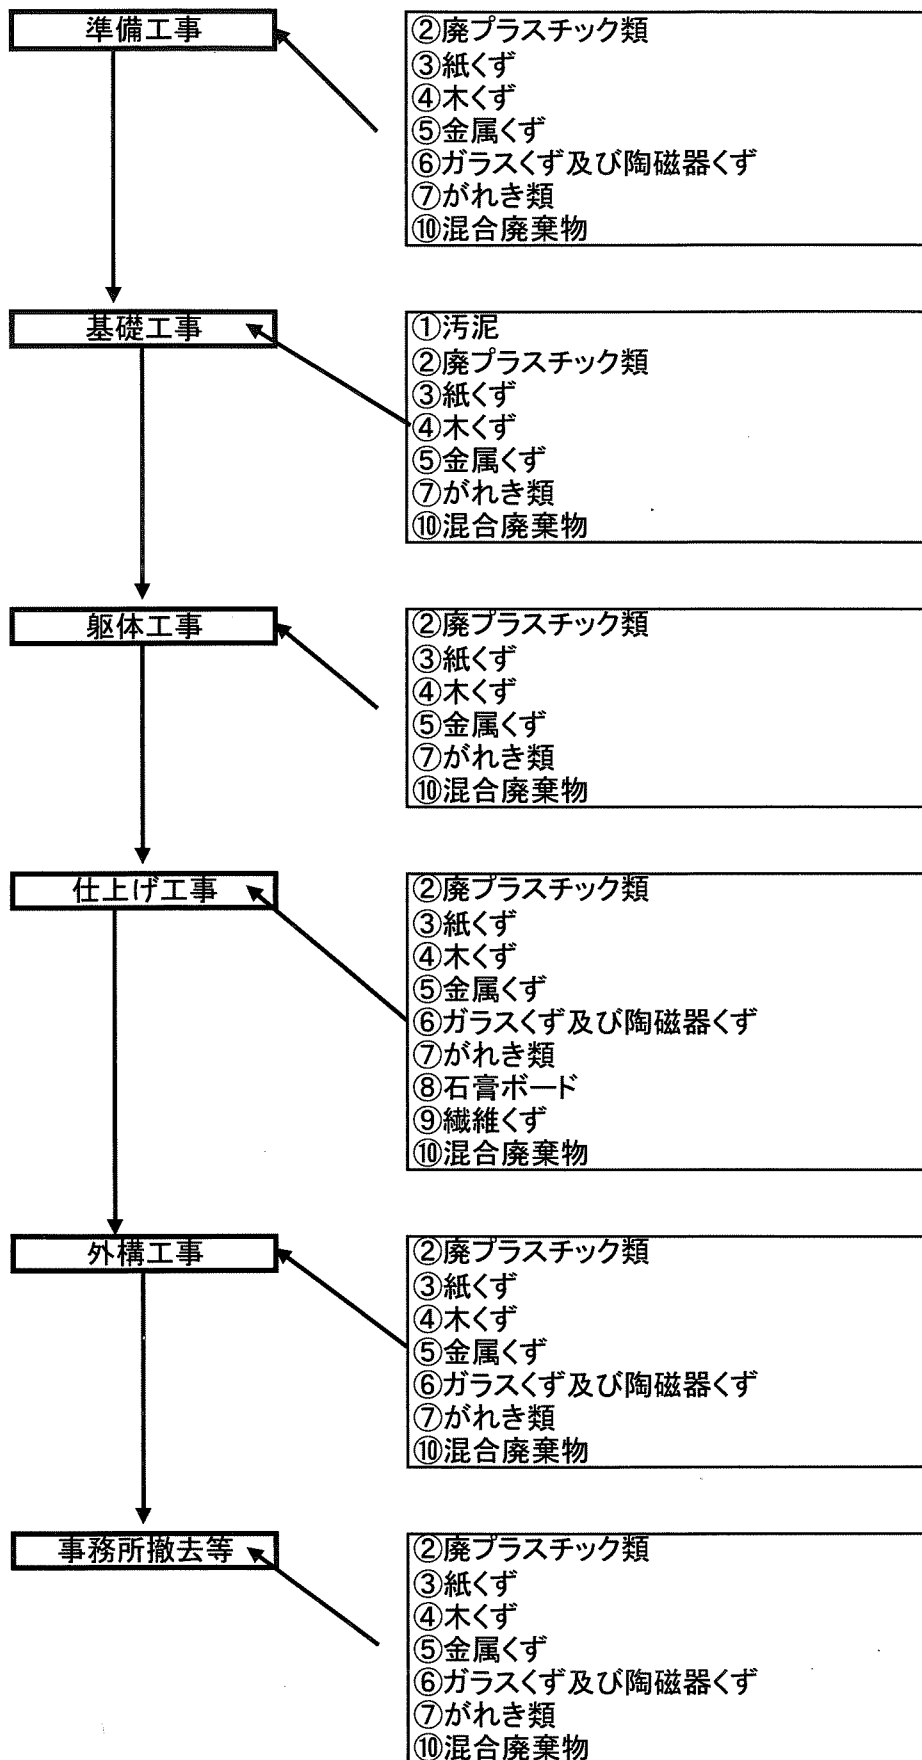 準備工事
②廃プラスチック類
③紙くず
④木くず
⑤金属くず
⑥ガラスくず及び陶磁器くず
⑦がれき類
⑩混合廃棄物
基礎工事
①汚泥
②廃プラスチック類
③紙くず
④木くず
⑤金属くず
⑦がれき類
⑩混合廃棄物
躯体工事
②廃プラスチック類
③紙くず
④木くず
⑤金属くず
⑦がれき類
⑩混合廃棄物
仕上げ工事
②廃プラスチック類
③紙くず
④木くず
⑤金属くず
⑥ガラスくず及び陶磁器くず
⑦がれき類
⑧石膏ボード
⑨繊維くず
⑩混合廃棄物
外構工事
②廃プラスチック類
③紙くず
④木くず
⑤金属くず
⑥ガラスくず及び陶磁器くず
⑦がれき類
⑩混合廃棄物
事務所撤去等
②廃プラスチック類
③紙くず
④木くず
⑤金属くず
⑥ガラスくず及び陶磁器くず
⑦がれき類
⑩混合廃棄物